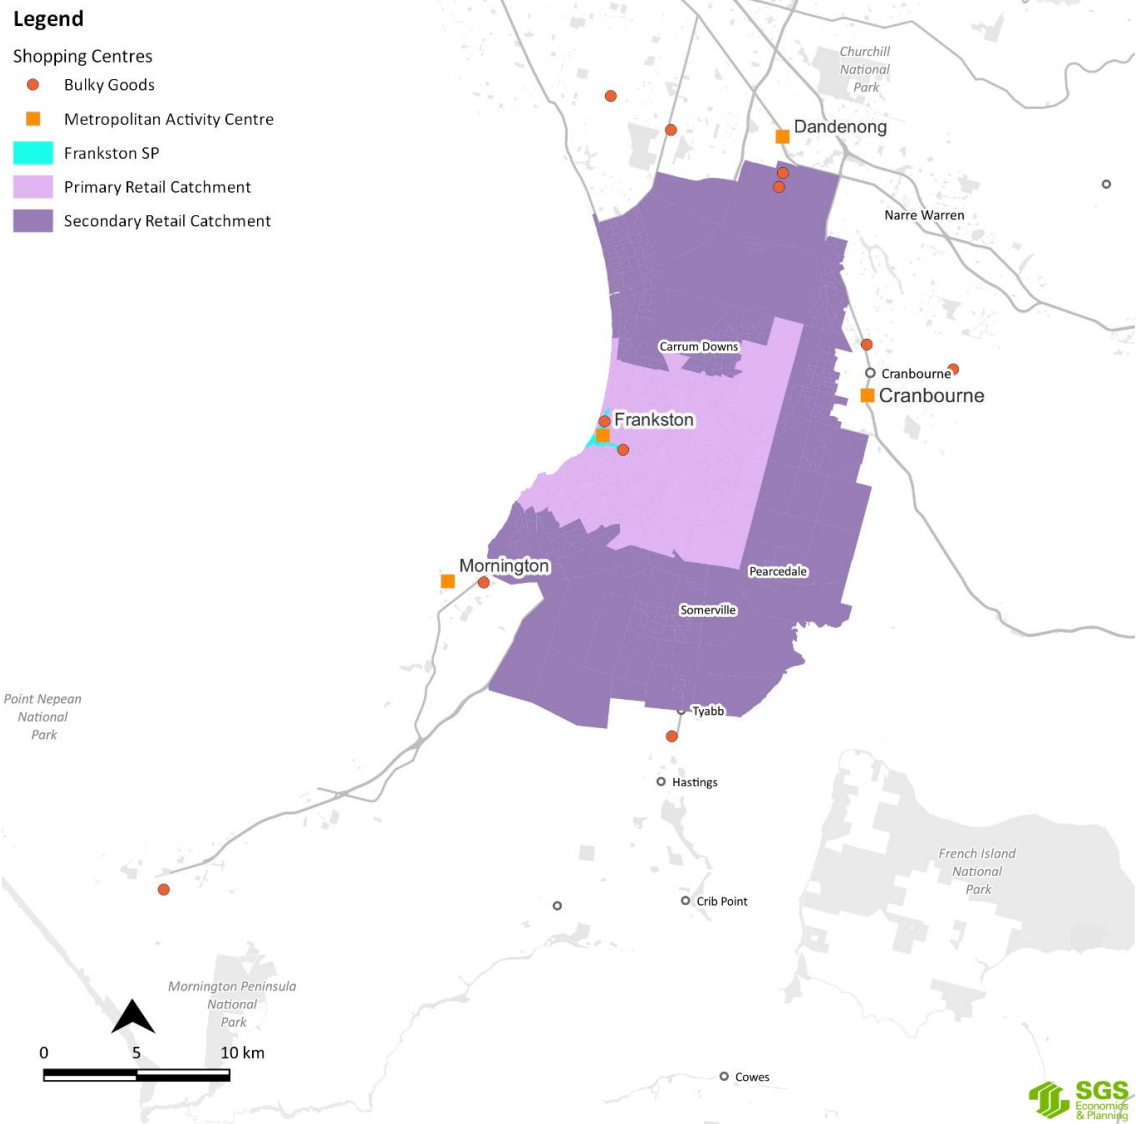 Legend
Shopping Centres
Bulky Goods
Metropolitan Activity Centre
Frankston SP
Primary Retail Catchment
Secondary Retail Catchment
Churchill
National
Park
Dandenong
Narre Warren
Carrum Downs
Cranbourne
Cranbourne
Frankston
Mornington
Pearcedale
Somerville
Point Nepean
National
Park
Tyabb
Hastings
French Island
National
Park
Crib Point
Mornington Peninsula
National
Park
0 5 10 km
Cowes
SGS
Economics
& Planning